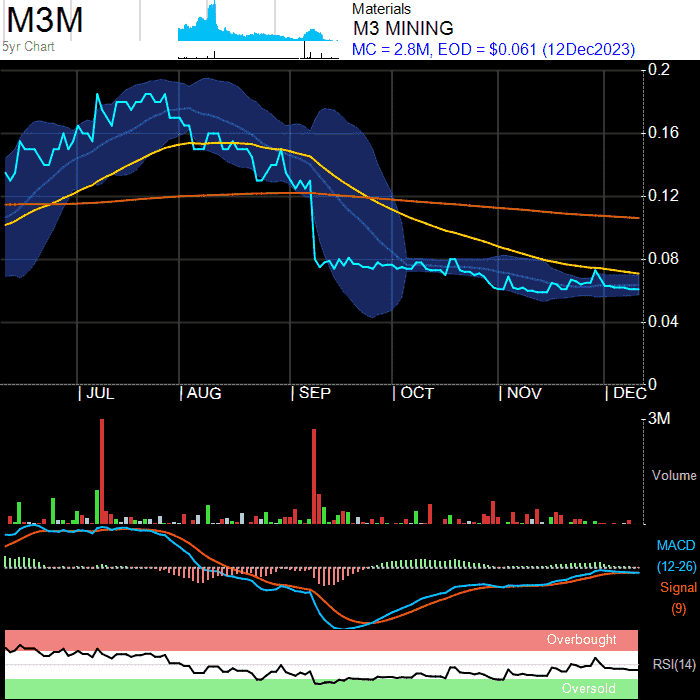 M3M
5yr Chart
Materials
M3 MINING
MC = 2.8M, EOD = $0.061 (12Dec2023)
0.2
0.16
0.12
0.08
0.04
0
| JUL | AUG | SEP | OCT | NOV | DEC
3M
Volume
MACD
(12-26)
Signal
(9)
Overbought
RSI(14)
Oversold